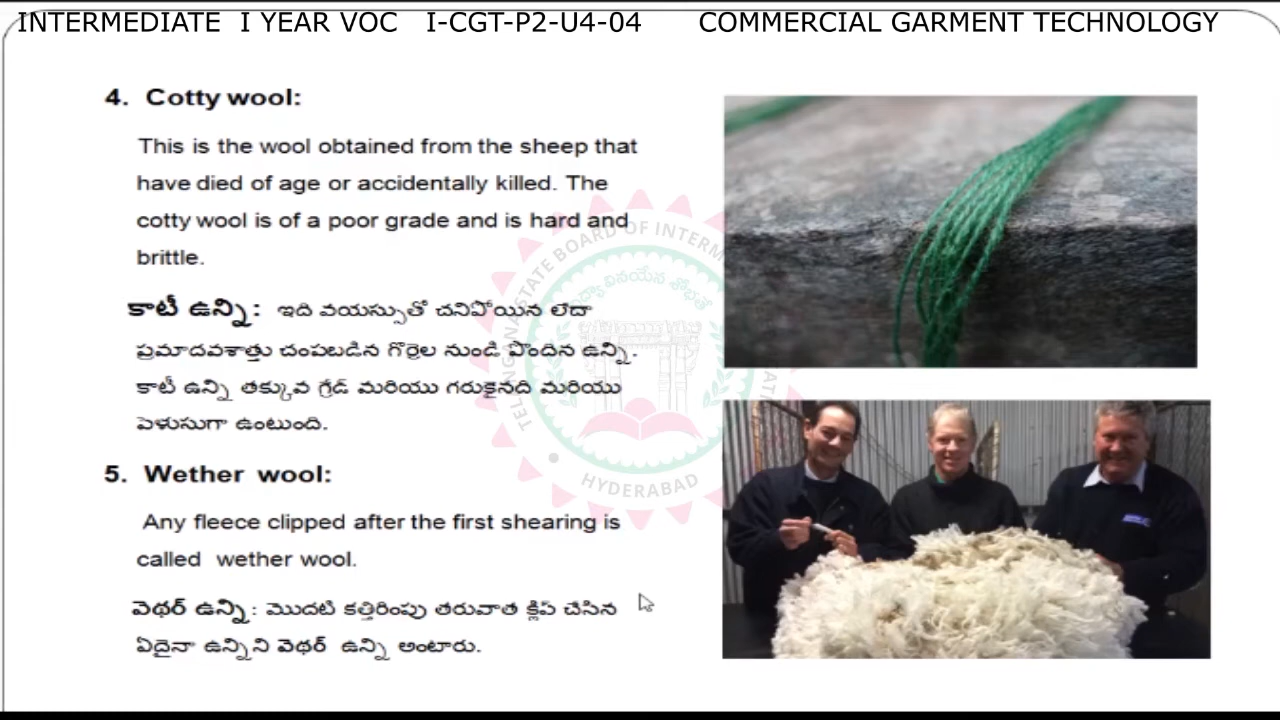 INTERMEDIATE I YEAR VOC I-CGT-P2-U4-04 COMMERCIAL GARMENT TECHNOLOGY
4. Cotty wool:
This is the wool obtained from the sheep that
have died of age or accidentally killed. The
cotty wool is of a poor grade and is hard and
brittle.
కాటీ ఉన్ని: ఇది వయస్సుతో చనిపోయిన లేదా
ప్రమాదవశాత్తు చంపబడిన గొర్రెల నుండి పొందిన ఉన్ని.
కాటీ ఉన్ని తక్కువ గ్రేడ్ మరియు గరుకైనది మరియు
పెళుసుగా ఉంటుంది.
5. Wether wool:
Any fleece clipped after the first shearing is
called wether wool.
వెథర్ ఉన్ని: మొదటి కత్తిరింపు తరువాత క్లిప్ చేసిన
ఏదైనా ఉన్నిని వెథర్ ఉన్ని అంటారు.
HYDERABAD